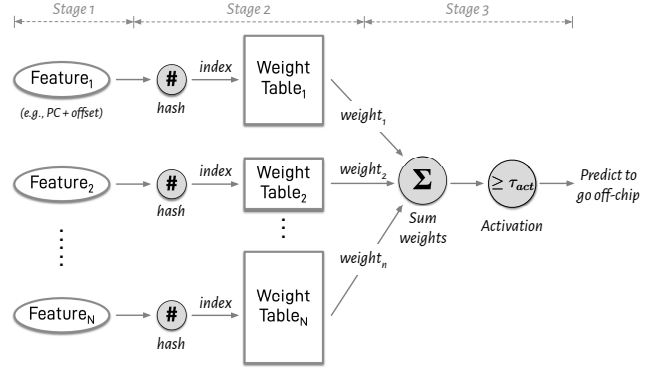 Stage 1 Stage 2 Stage 3
Feature1
(e.g., PC + offset)
#
hash
index
Weight
Table1
weight1
Feature2
#
hash
index
Weight
Table2
weight2
Σ
Sum
weights
≥ τact
Activation
Predict to
go off-chip
FeatureN
#
hash
index
Weight
TableN
weightn